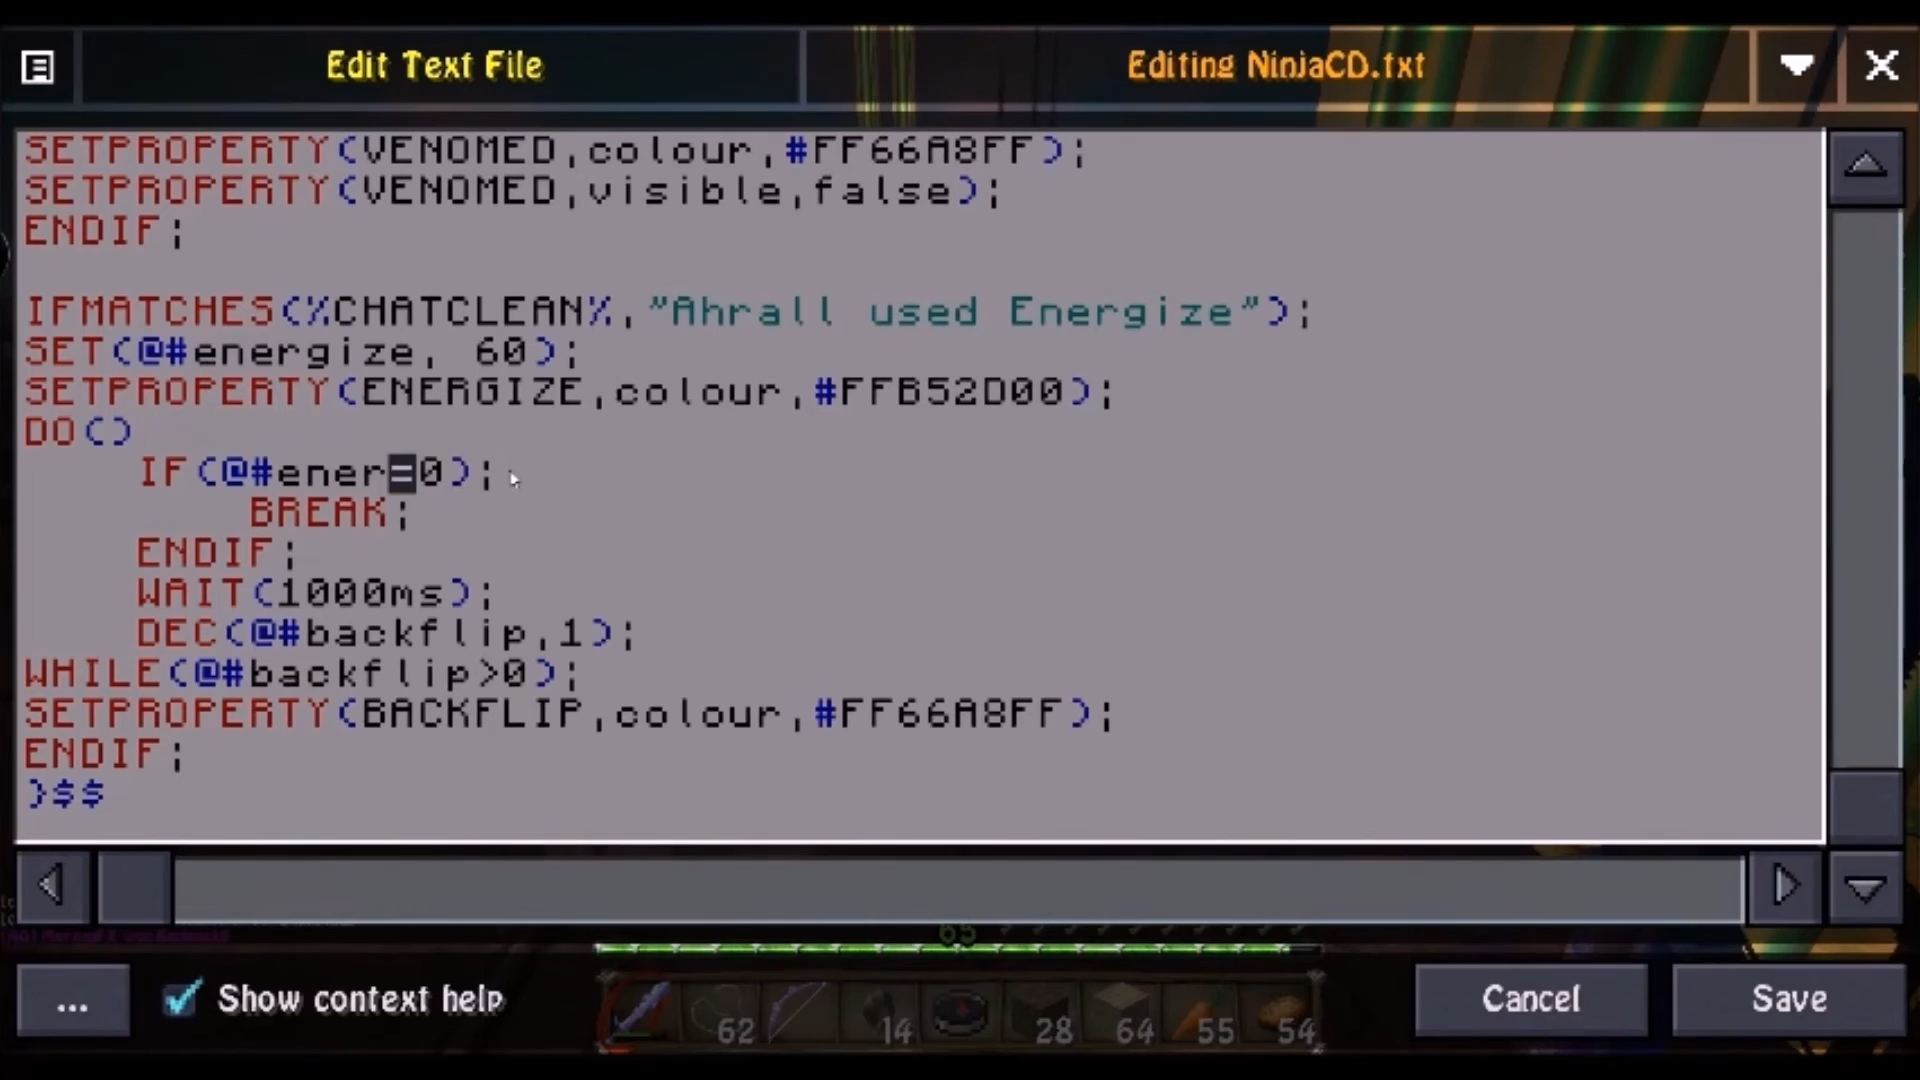 Edit Text File
Editing NinjaCD.txt
SETPROPERTY(VENOMED,colour,#FF66A8FF);
SETPROPERTY(VENOMED,visible,false);
ENDIF;
IFMATCHES(%CHATCLEAN%,"Ahrall used Energize");
SET(@#energize, 60);
SETPROPERTY(ENERGIZE,colour,#FFB52D00);
DO()
IF(@#ener=0);
BREAK;
ENDIF;
WAIT(1000ms);
DEC(@#backflip,1);
WHILE(@#backflip>0);
SETPROPERTY(BACKFLIP,colour,#FF66A8FF);
ENDIF;
}$$
65
... Show context help
62 14 28 64 55 54
Cancel Save